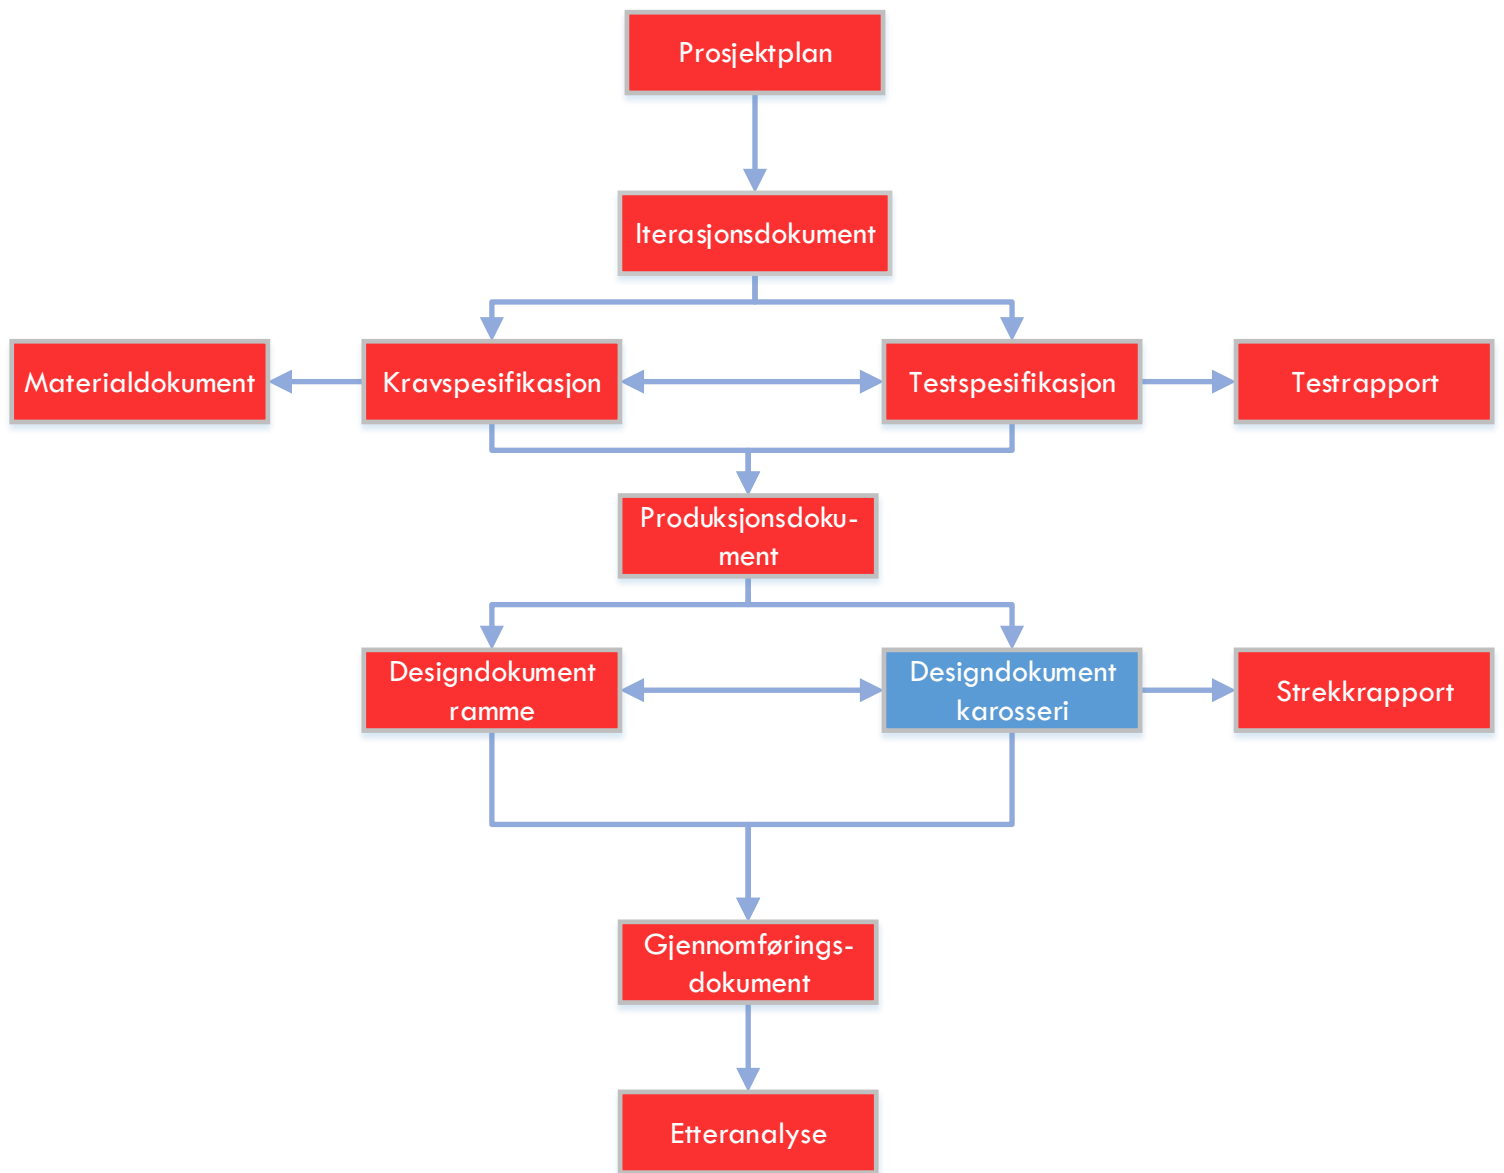 Prosjektplan
Iterasjonsdokument
Materialdokument
Kravspesifikasjon
Testspesifikasjon
Testrapport
Produksjonsdoku-
ment
Designdokument
ramme
Designdokument
karosseri
Strekkrapport
Gjennomførings-
dokument
Etteranalyse